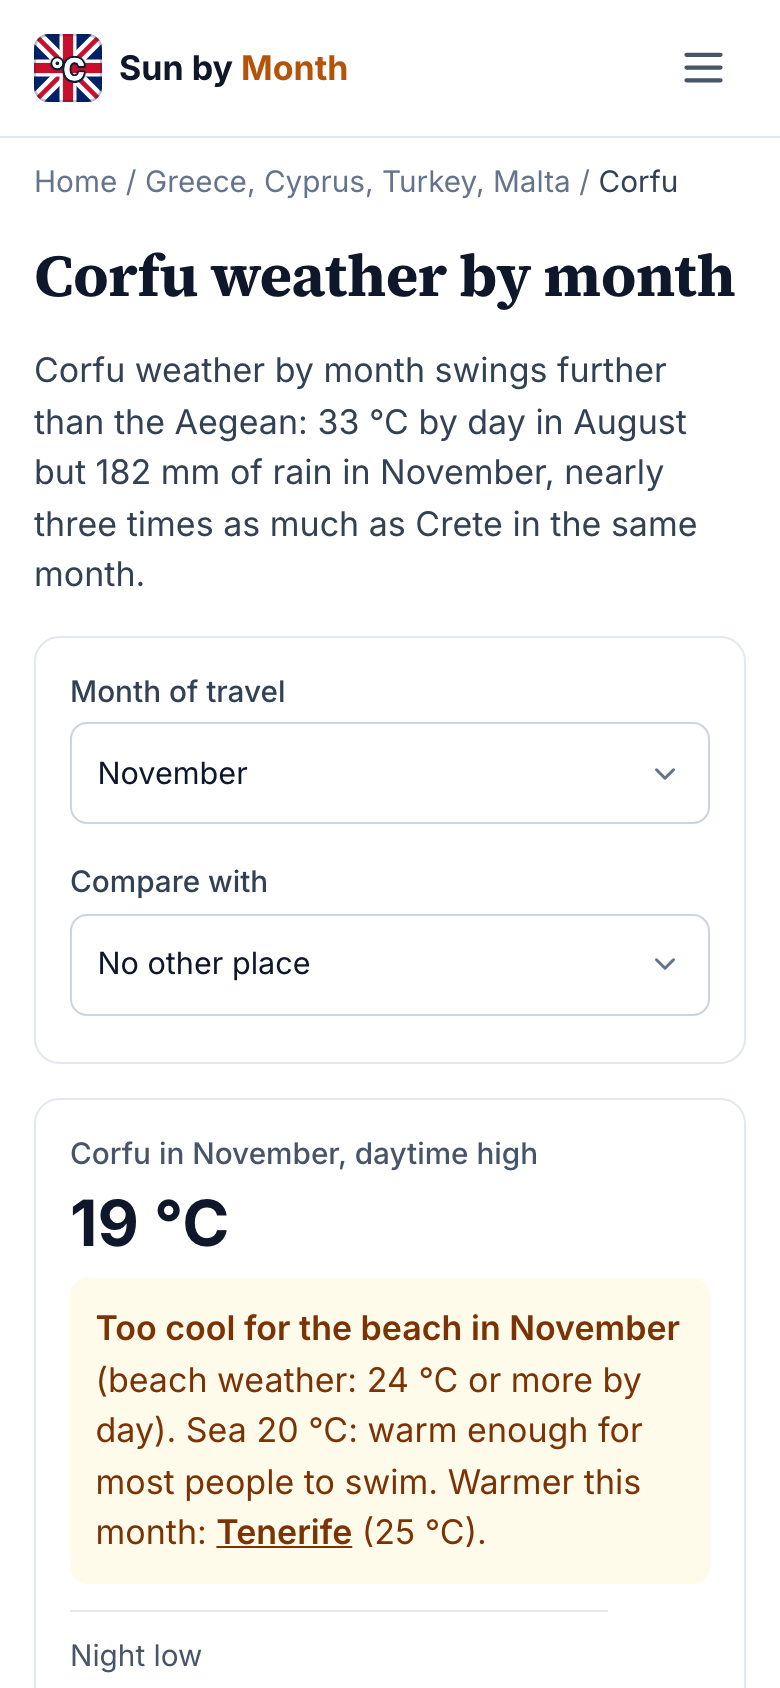 °C
Sun by Month
Home / Greece, Cyprus, Turkey, Malta / Corfu
Corfu weather by month
Corfu weather by month swings further
than the Aegean: 33 °C by day in August
but 182 mm of rain in November, nearly
three times as much as Crete in the same
month.
Month of travel
November
Compare with
No other place
Corfu in November, daytime high
19 °C
Too cool for the beach in November
(beach weather: 24 °C or more by
day). Sea 20 °C: warm enough for
most people to swim. Warmer this
month: Tenerife (25 °C).
Night low